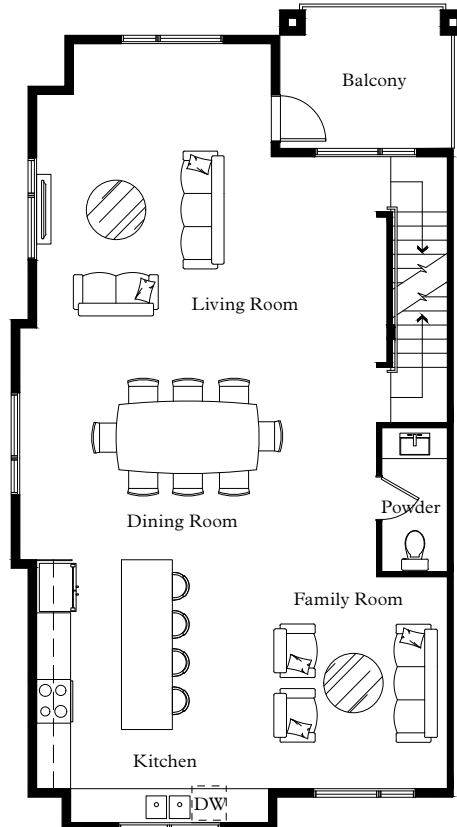 Balcony
Living Room
Dining Room
Powder
Family Room
Kitchen
DW